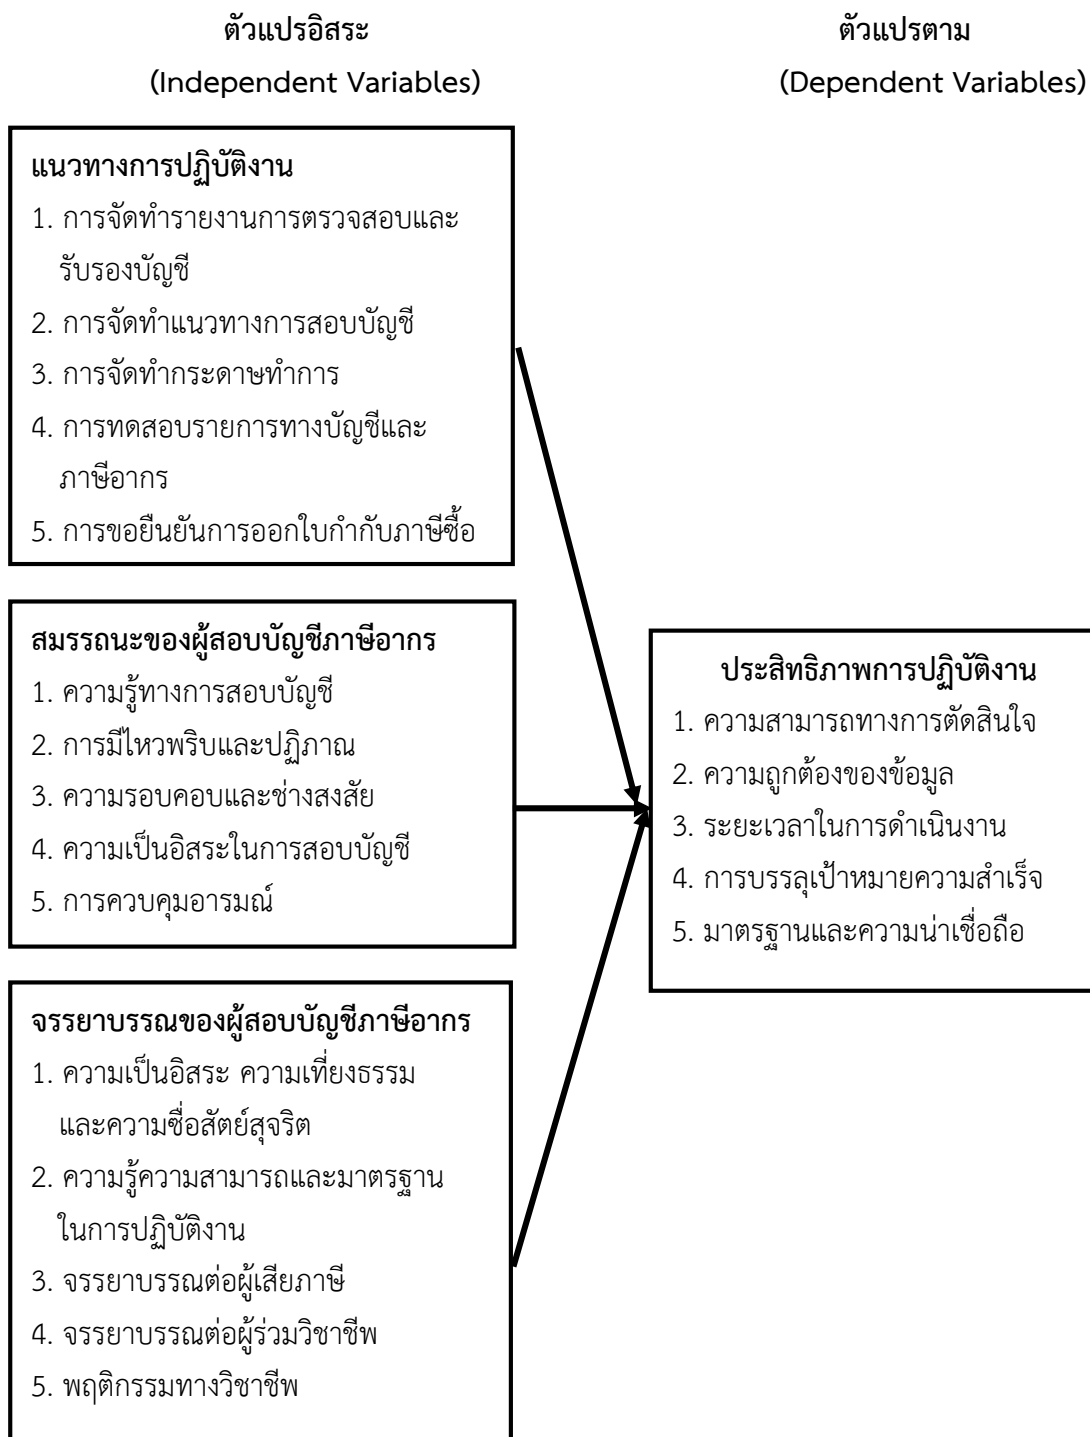 ตัวแปรอิสระ
(Independent Variables)
ตัวแปรตาม
(Dependent Variables)
แนวทางการปฏิบัติงาน
1. การจัดทำรายงานการตรวจสอบและ
รับรองบัญชี
2. การจัดทำแนวทางการสอบบัญชี
3. การจัดทำกระดาษทำการ
4. การทดสอบรายการทางบัญชีและ
ภาษีอากร
5. การขอยืนยันการออกใบกำกับภาษีซื้อ
สมรรถนะของผู้สอบบัญชีภาษีอากร
1. ความรู้ทางการสอบบัญชี
2. การมีไหวพริบและปฏิภาณ
3. ความรอบคอบและช่างสงสัย
4. ความเป็นอิสระในการสอบบัญชี
5. การควบคุมอารมณ์
จรรยาบรรณของผู้สอบบัญชีภาษีอากร
1. ความเป็นอิสระ ความเที่ยงธรรม
และความซื่อสัตย์สุจริต
2. ความรู้ความสามารถและมาตรฐาน
ในการปฏิบัติงาน
3. จรรยาบรรณต่อผู้เสียภาษี
4. จรรยาบรรณต่อผู้ร่วมวิชาชีพ
5. พฤติกรรมทางวิชาชีพ
ประสิทธิภาพการปฏิบัติงาน
1. ความสามารถทางการตัดสินใจ
2. ความถูกต้องของข้อมูล
3. ระยะเวลาในการดำเนินงาน
4. การบรรลุเป้าหมายความสำเร็จ
5. มาตรฐานและความน่าเชื่อถือ